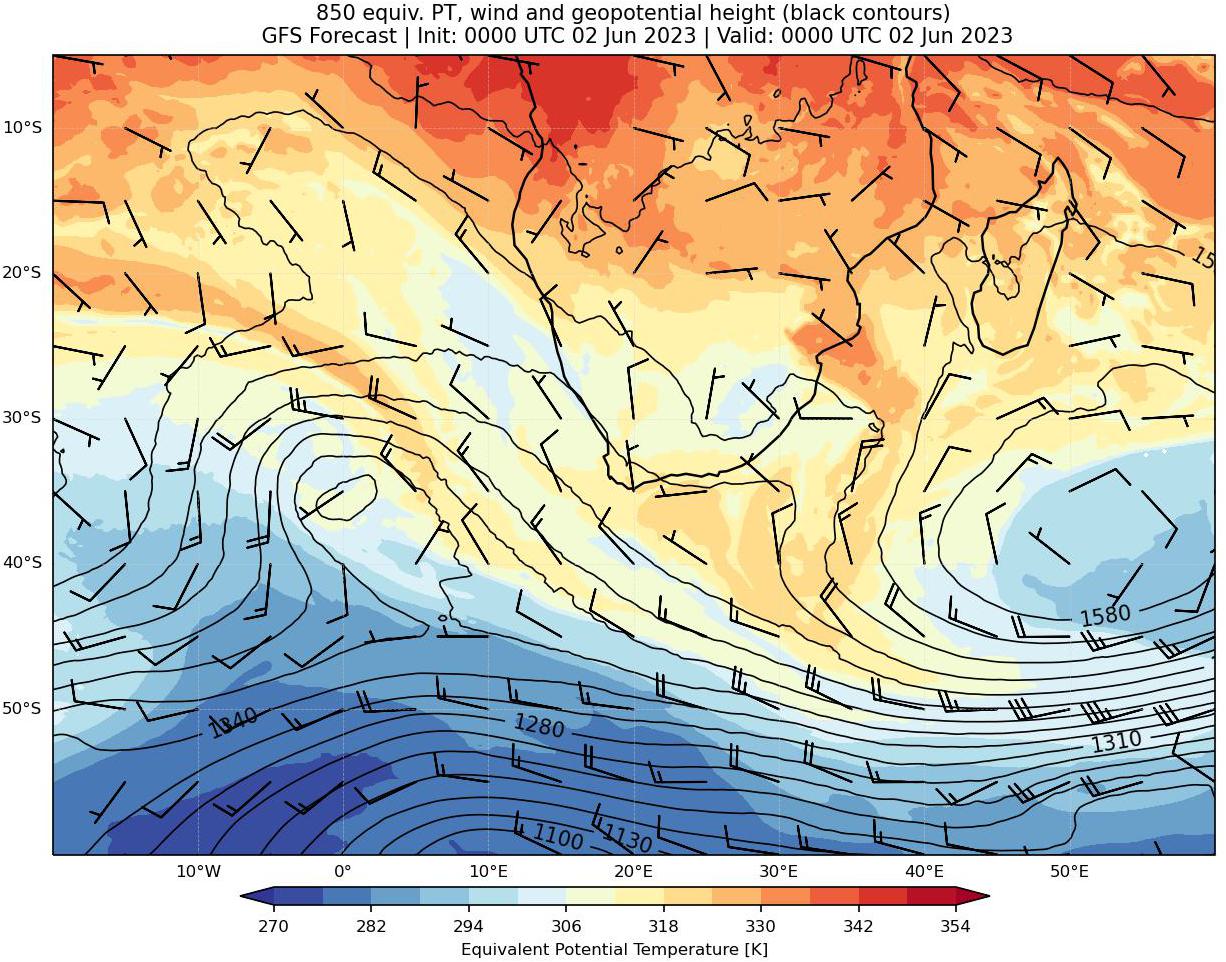 850 equiv. PT, wind and geopotential height (black contours)
GFS Forecast | Init: 0000 UTC 02 Jun 2023 | Valid: 0000 UTC 02 Jun 2023
10°S
20°S
15
30°S
40°S
1580
50°S
1340
1280
1310
1100
1130
10°W
0°
10°E
20°E
30°E
40°E
50°E
270
282
294
306
318
330
342
354
Equivalent Potential Temperature [K]